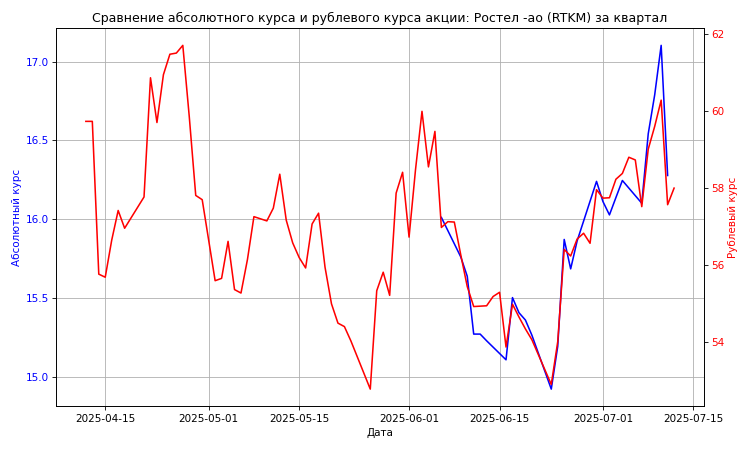 Сравнение абсолютного курса и рублевого курса акции: Ростел -ао (RTKM) за квартал
Абсолютный курс
17.0
16.5
16.0
15.5
15.0
62
60
58
56
54
Рублевый курс
2025-04-15 2025-05-01 2025-05-15 2025-06-01 2025-06-15 2025-07-01 2025-07-15
Дата